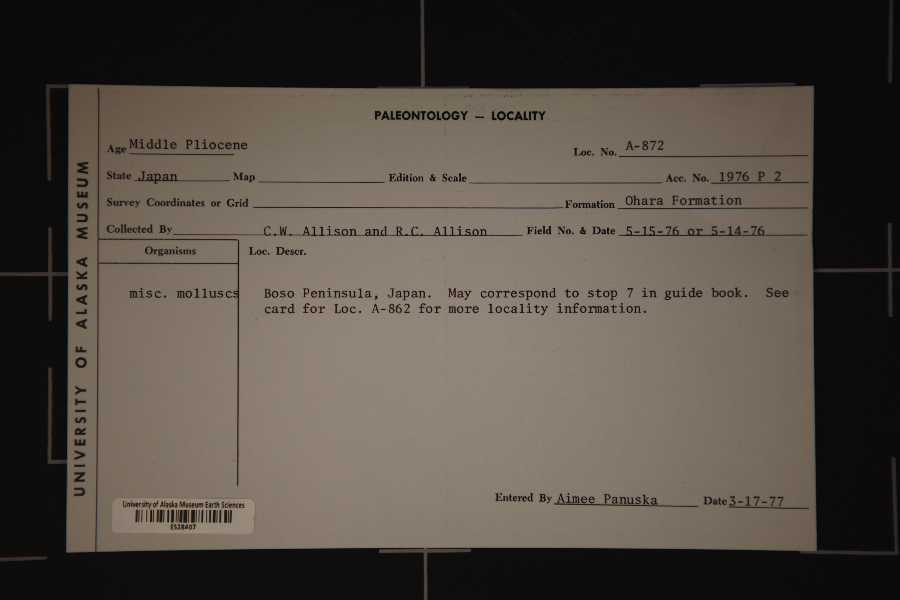 UNIVERSITY OF ALASKA MUSEUM
PALEONTOLOGY — LOCALITY
Age Middle Pliocene Loc. No. A-872
State Japan Map Edition & Scale Acc. No. 1976 P 2
Survey Coordinates or Grid Formation Ohara Formation
Collected By C.W. Allison and R.C. Allison Field No. & Date 5-15-76 or 5-14-76
Organisms Loc. Descr.
misc. molluscs Boso Peninsula, Japan. May correspond to stop 7 in guide book. See
card for Loc. A-862 for more locality information.
Entered By Aimee Panuska Date 3-17-77
University of Alaska Museum Earth Sciences
ES28407